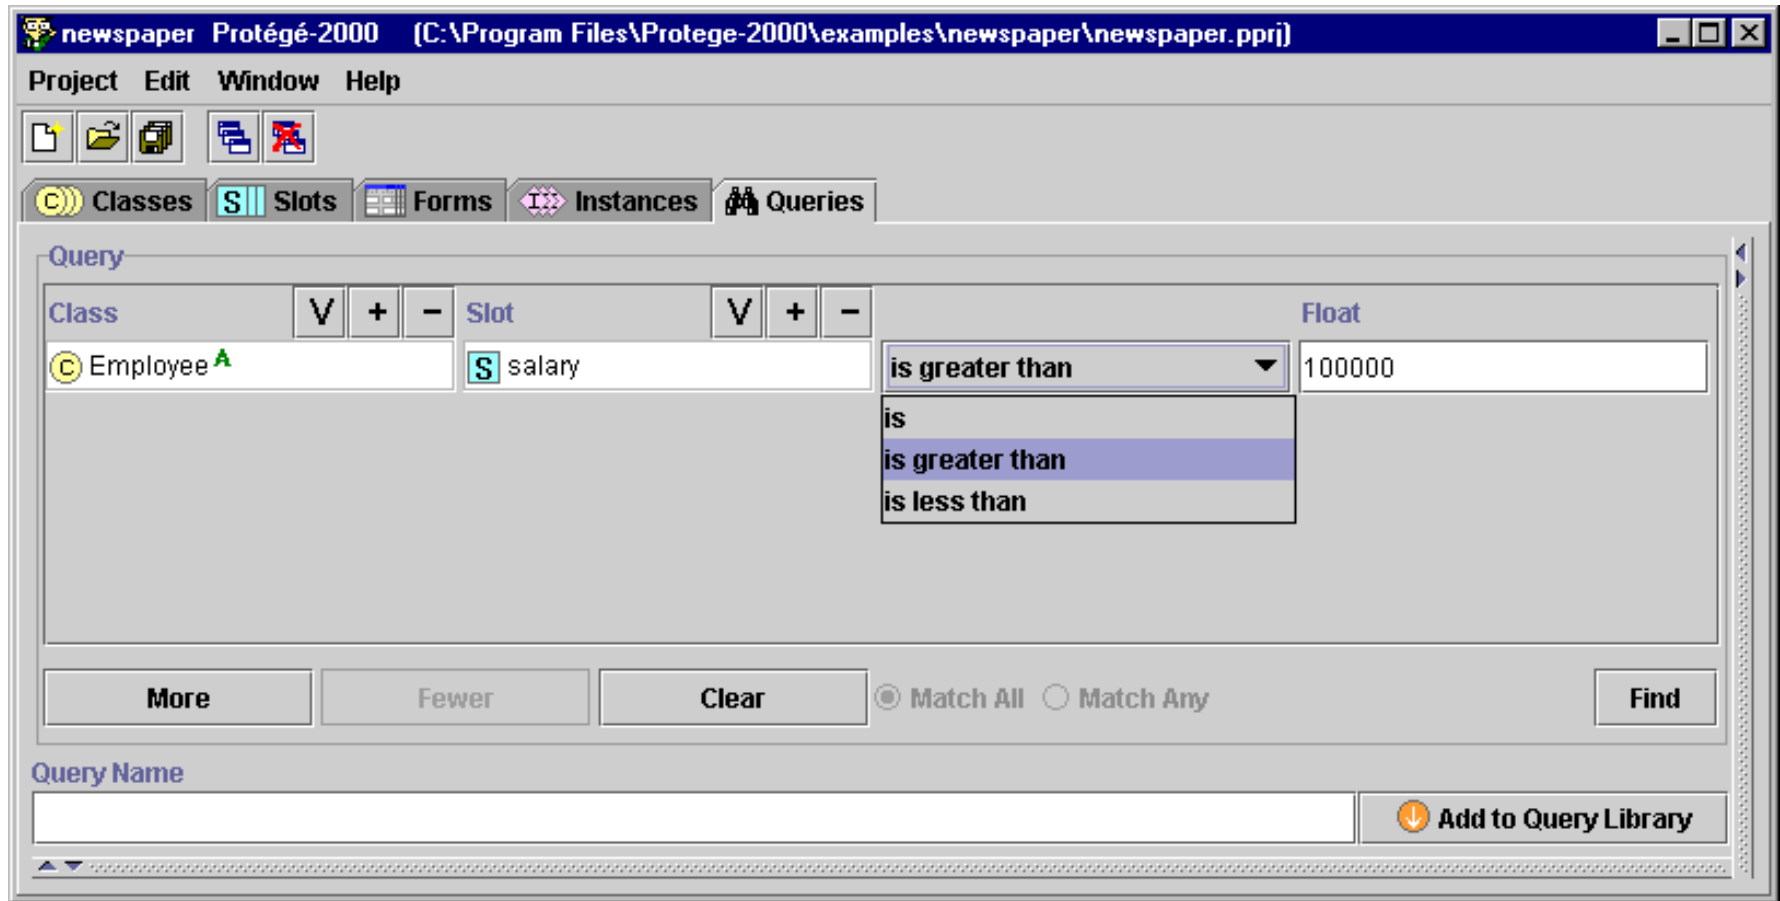 newspaper Protégé-2000 (C:\Program Files\Protege-2000\examples\newspaper\newspaper.pprj)
Project Edit Window Help
C Classes S Slots Forms I Instances Queries
Query
Class V + − Slot V + − Float
C Employee A S salary is greater than 100000
is
is greater than
is less than
More Fewer Clear Match All Match Any Find
Query Name
Add to Query Library